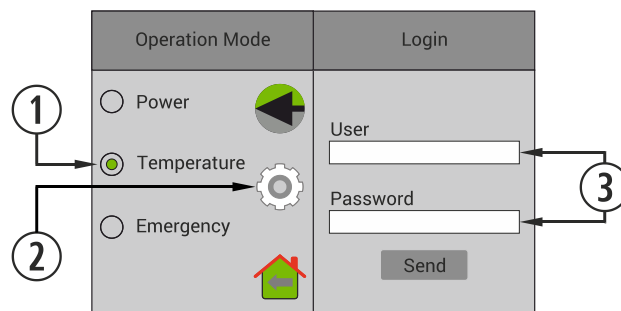 Operation Mode
Login
1
Power
User
Temperature
3
Password
2
Emergency
Send